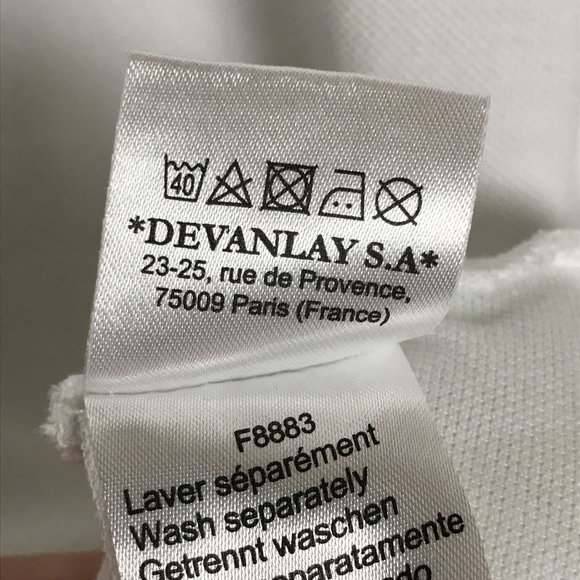 40
*DEVANLAY S.A*
23-25, rue de Provence,
75009 Paris (France)
F8883
Laver séparément
Wash separately
Getrennt waschen